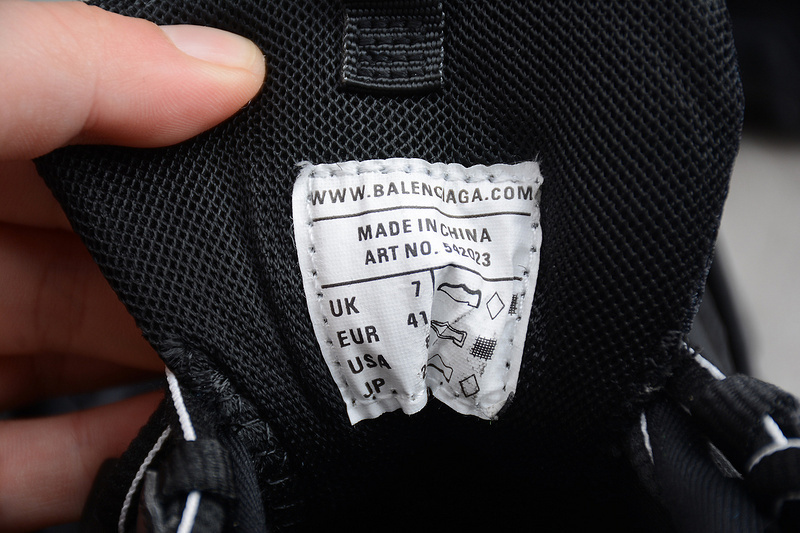 WWW.BALENCIAGA.COM
MADE IN CHINA
ART NO. 542023
UK 7
EUR 41
USA
JP